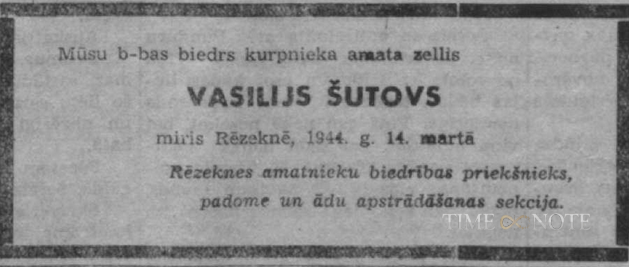 Mūsu b-bas biedrs kurpnieka amata zellis
VASILIJS ŠUTOVS
miris Rēzeknē, 1944. g. 14. martā
Rēzeknes amatnieku biedrības priekšnieks,
padome un ādu apstrādāšanas sekcija.
TIME NOTE